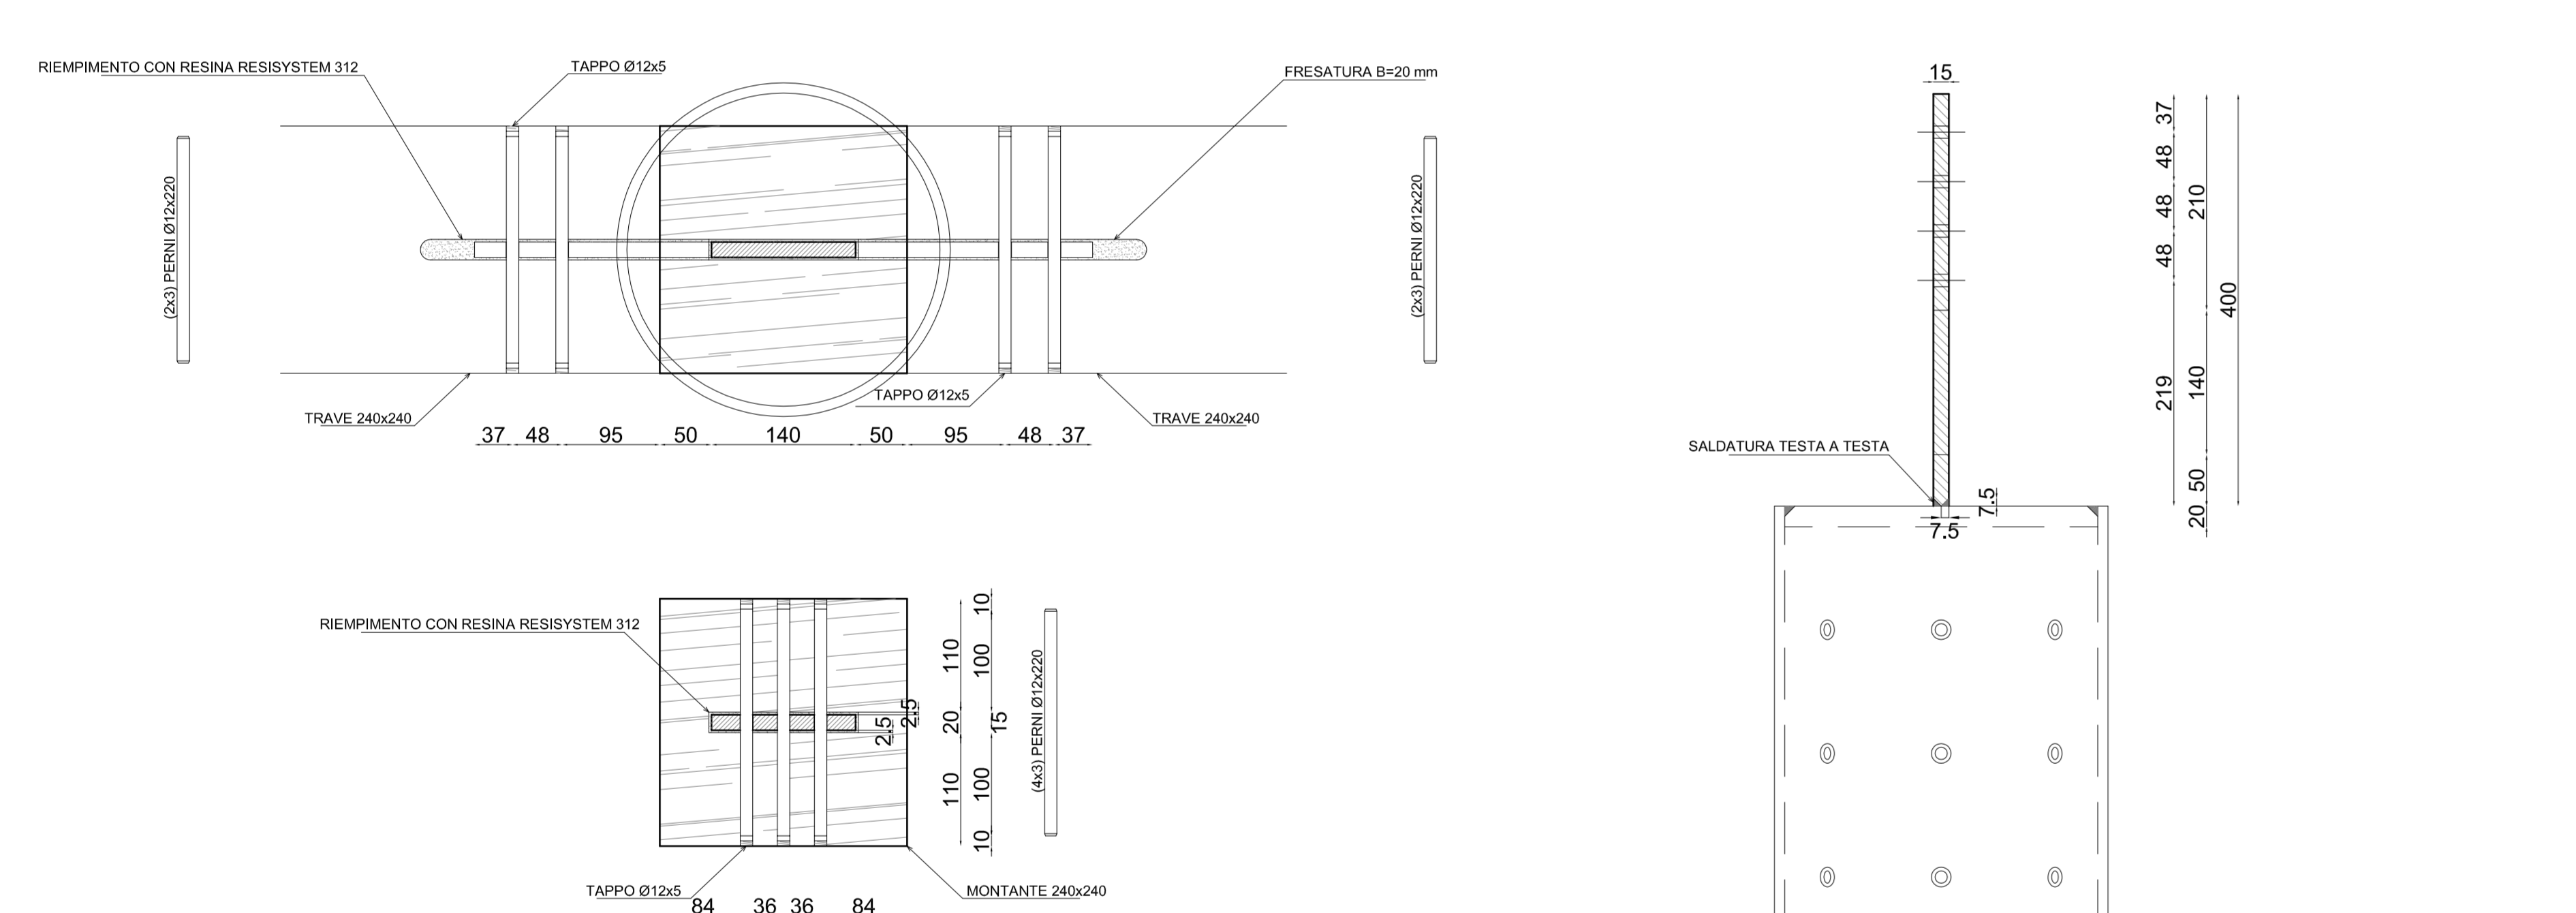 RIEMPIMENTO CON RESINA RESISYSTEM 312
TAPPO Ø12x5
FRESATURA B=20 mm
(2x3) PERNI Ø12x220
(2x3) PERNI Ø12x220
TAPPO Ø12x5
TRAVE 240x240
TRAVE 240x240
37 48 95 50 140 50 95 48 37
RIEMPIMENTO CON RESINA RESISYSTEM 312
2.5
2.5
110
20
110
10
100
15
100
10
(4x3) PERNI Ø12x220
TAPPO Ø12x5
MONTANTE 240x240
84 36 36 84
15
37
48
48
48
219
210
140
50
20
400
SALDATURA TESTA A TESTA
7.5
7.5